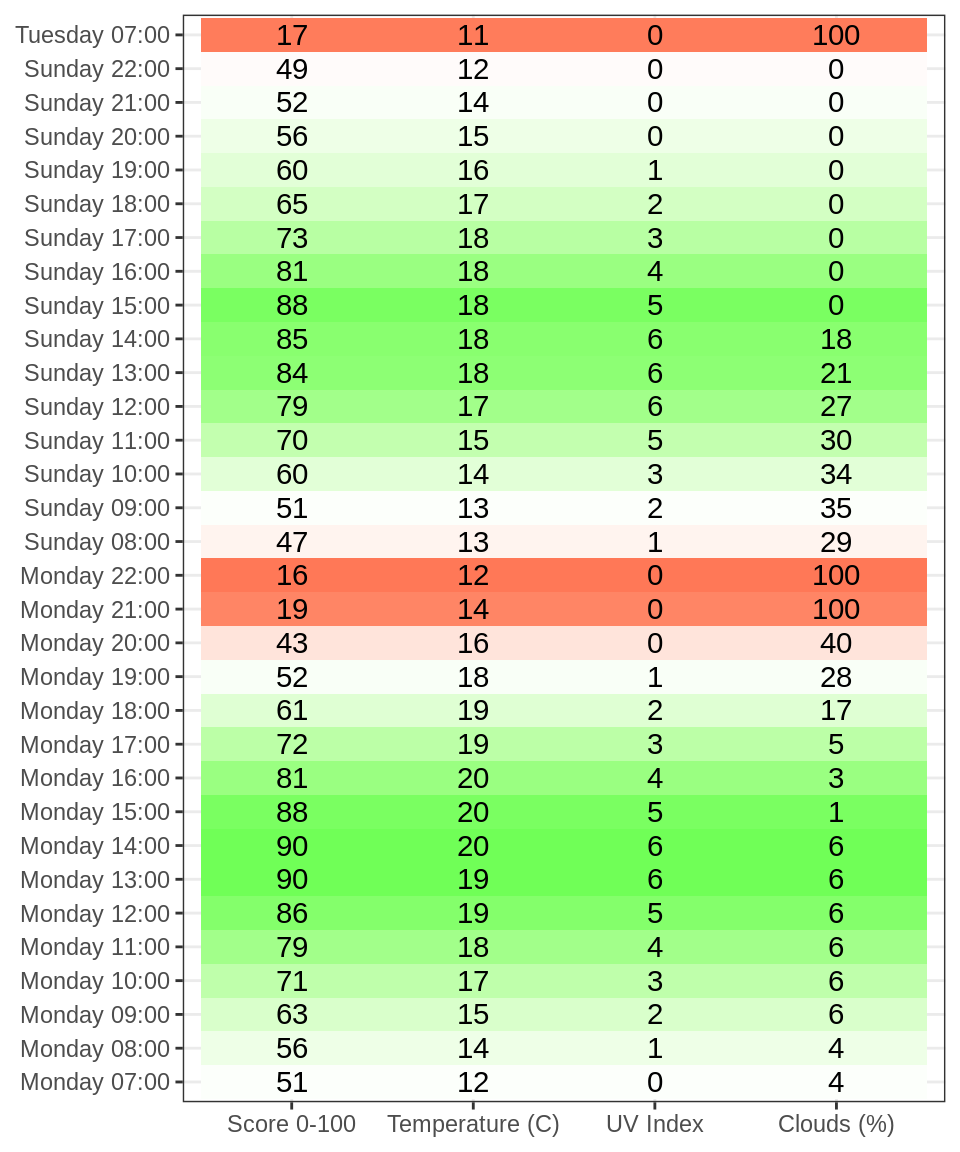 Tuesday 07:00 17 11 0 100
Sunday 22:00 49 12 0 0
Sunday 21:00 52 14 0 0
Sunday 20:00 56 15 0 0
Sunday 19:00 60 16 1 0
Sunday 18:00 65 17 2 0
Sunday 17:00 73 18 3 0
Sunday 16:00 81 18 4 0
Sunday 15:00 88 18 5 0
Sunday 14:00 85 18 6 18
Sunday 13:00 84 18 6 21
Sunday 12:00 79 17 6 27
Sunday 11:00 70 15 5 30
Sunday 10:00 60 14 3 34
Sunday 09:00 51 13 2 35
Sunday 08:00 47 13 1 29
Monday 22:00 16 12 0 100
Monday 21:00 19 14 0 100
Monday 20:00 43 16 0 40
Monday 19:00 52 18 1 28
Monday 18:00 61 19 2 17
Monday 17:00 72 19 3 5
Monday 16:00 81 20 4 3
Monday 15:00 88 20 5 1
Monday 14:00 90 20 6 6
Monday 13:00 90 19 6 6
Monday 12:00 86 19 5 6
Monday 11:00 79 18 4 6
Monday 10:00 71 17 3 6
Monday 09:00 63 15 2 6
Monday 08:00 56 14 1 4
Monday 07:00 51 12 0 4
Score 0-100 Temperature (C) UV Index Clouds (%)